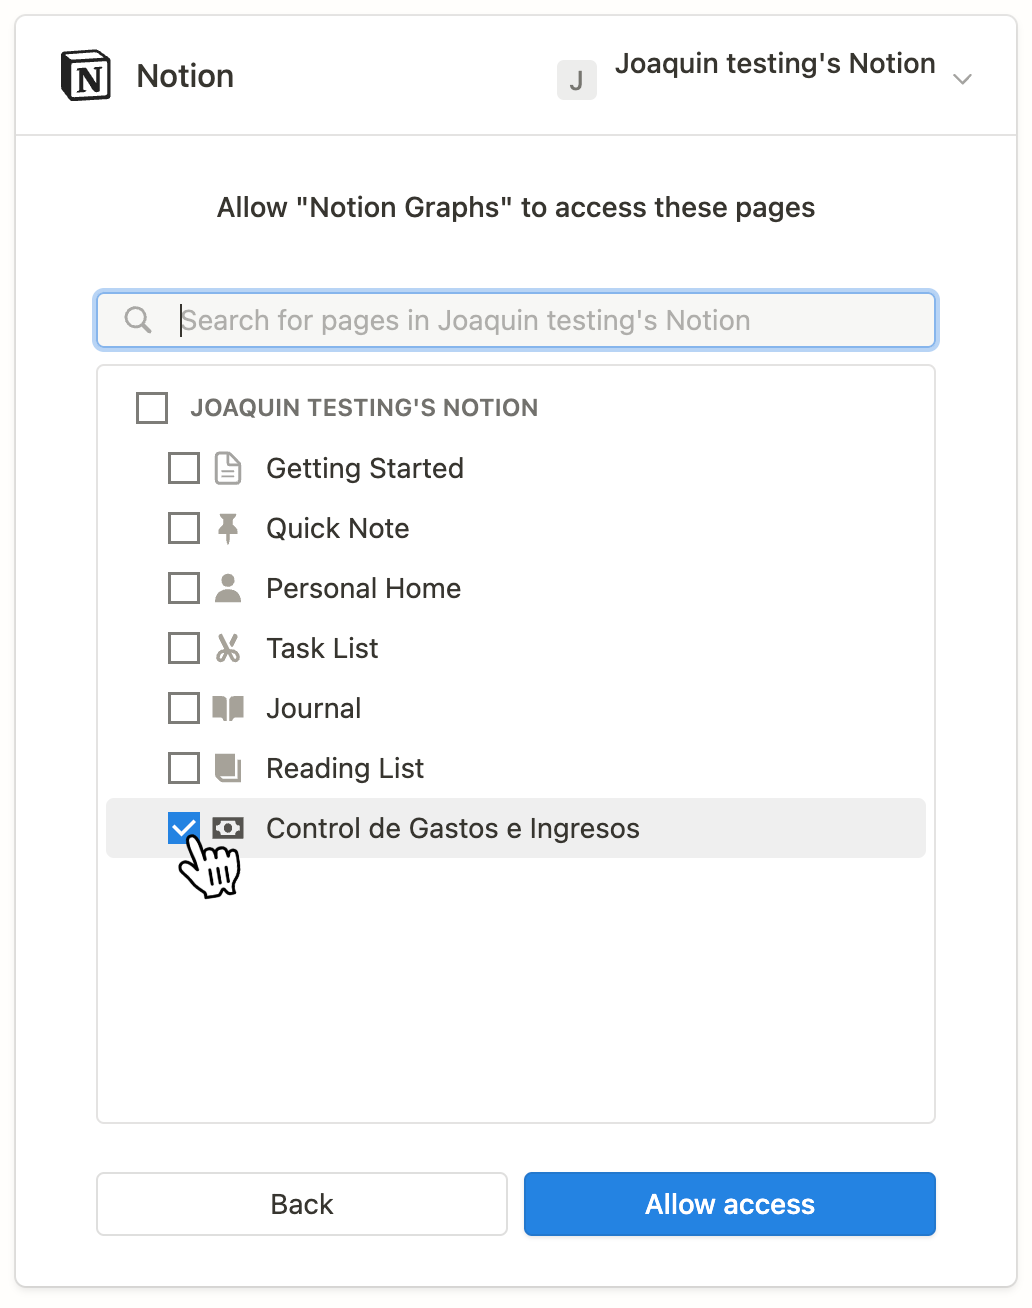 Notion
J
Joaquin testing's Notion
Allow "Notion Graphs" to access these pages
Search for pages in Joaquin testing's Notion
JOAQUIN TESTING'S NOTION
Getting Started
Quick Note
Personal Home
Task List
Journal
Reading List
Control de Gastos e Ingresos
Back
Allow access